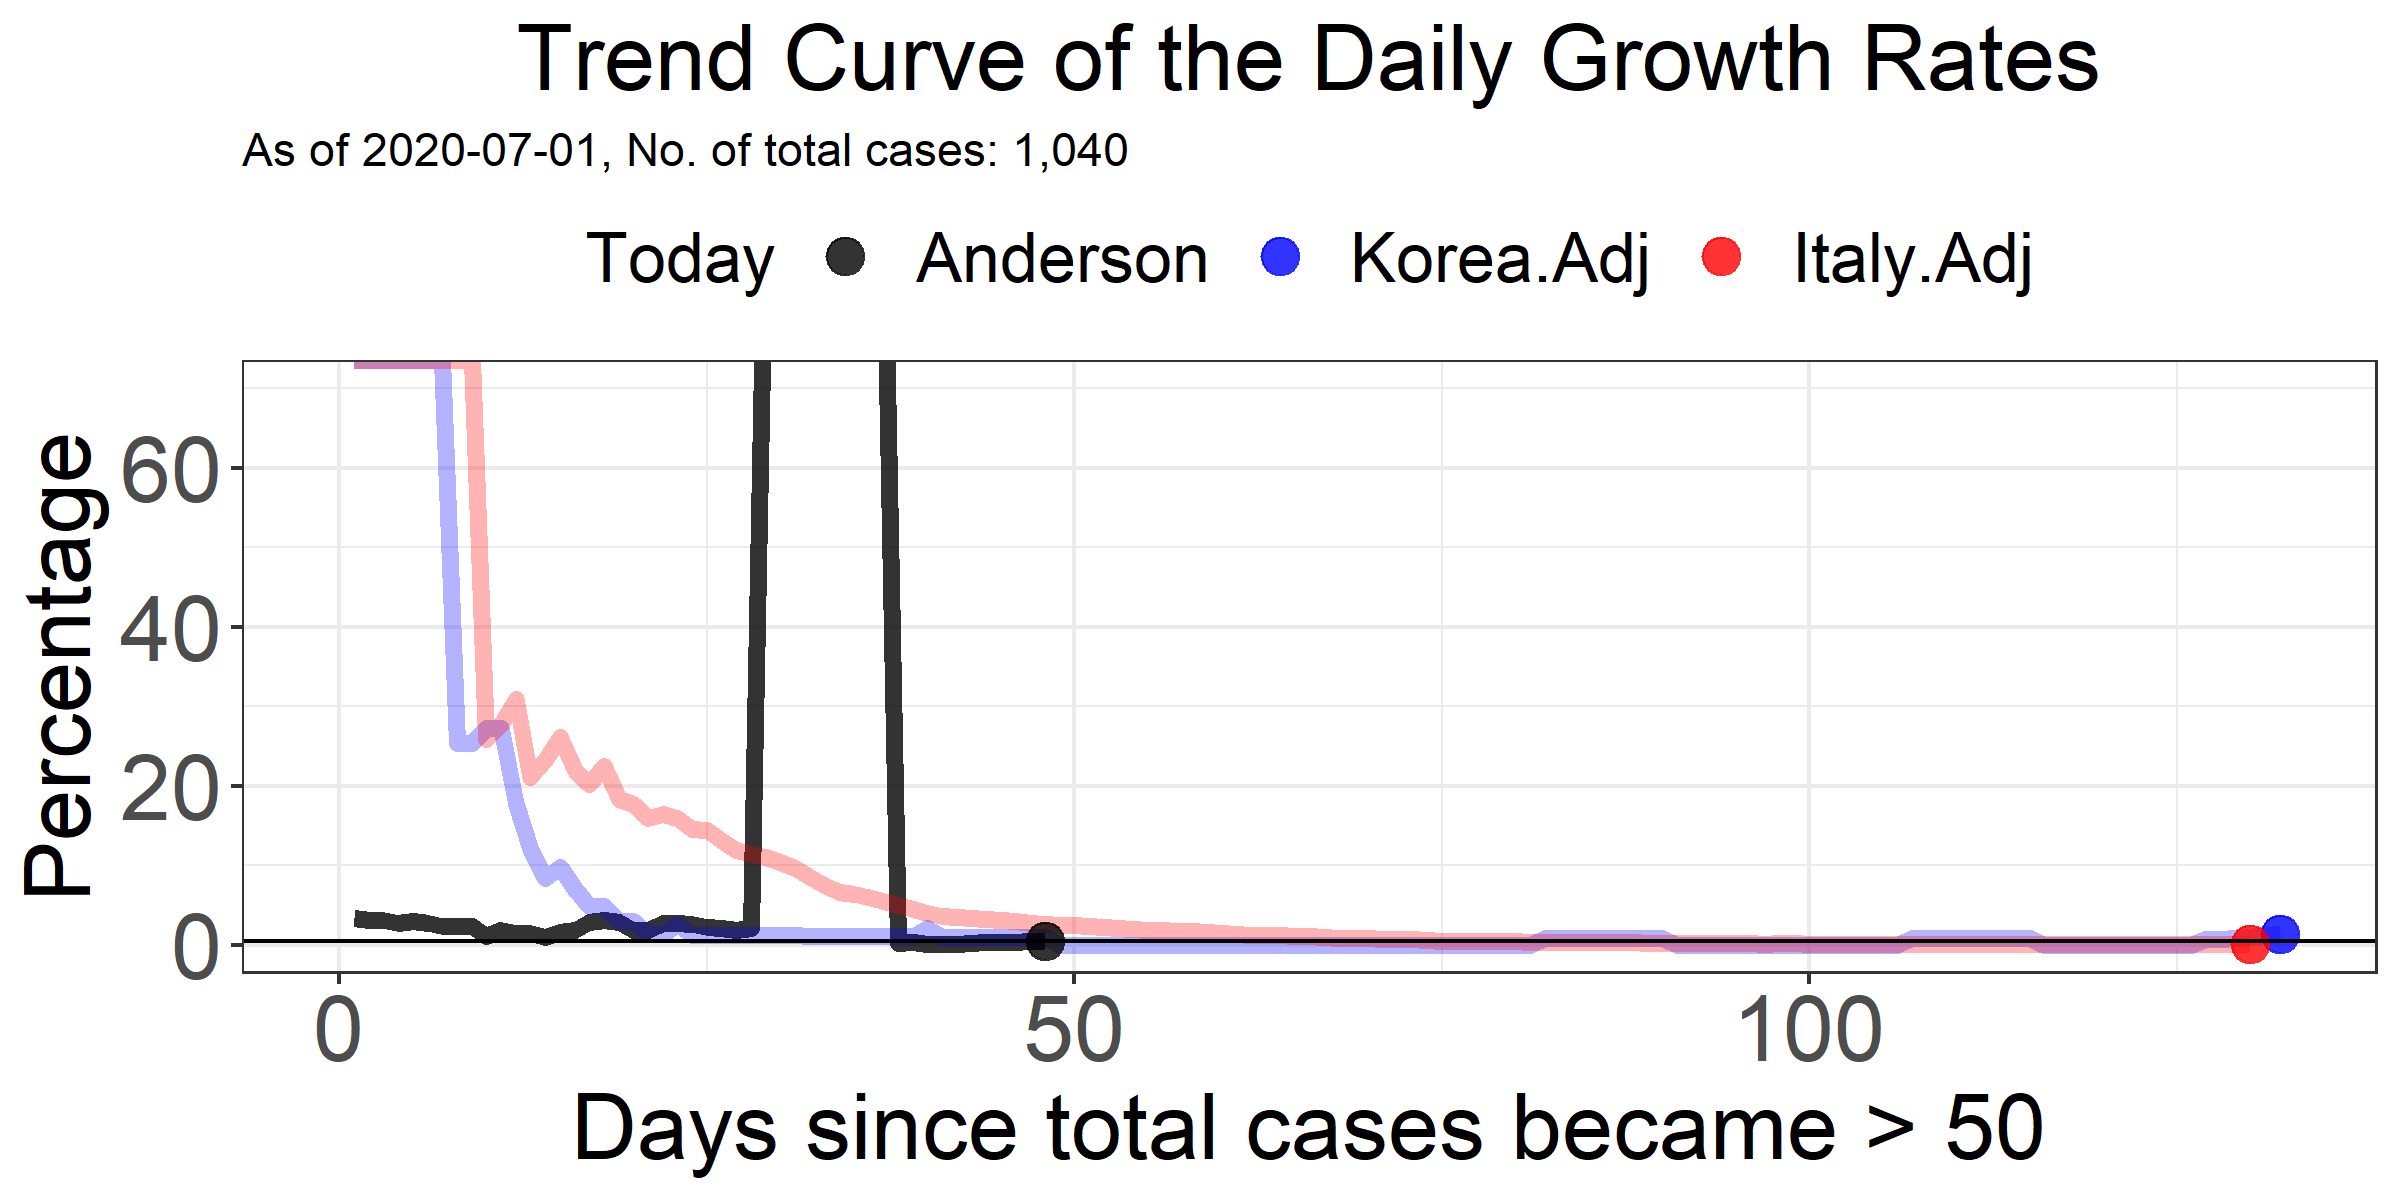 Trend Curve of the Daily Growth Rates
As of 2020-07-01, No. of total cases: 1,040
Today Anderson Korea.Adj Italy.Adj
Percentage
60
40
20
0
0 50 100
Days since total cases became > 50